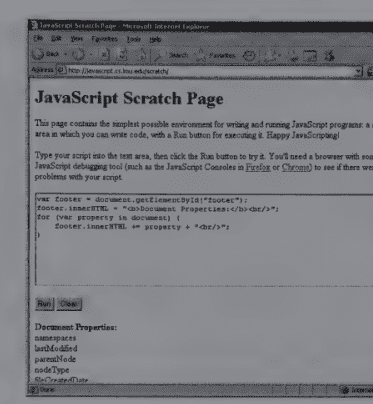 JavaScript Scratch Page - Microsoft Internet Explorer
File Edit View Favorites Tools Help
Back Search Favorites
Address http://javascript.cs.lmu.edu/scratch/
JavaScript Scratch Page
This page contains the simplest possible environment for writing and running JavaScript programs: a
area in which you can write code, with a Run button for executing it. Happy JavaScripting!
Type your script into the text area, then click the Run button to try it. You'll need a browser with
JavaScript debugging tool (such as the JavaScript Consoles in Firefox or Chrome) to see if there
problems with your script.
var footer = document.getElementById("footer");
footer.innerHTML = "<b>Document Properties:</b><br/>";
for (var property in document) {
    footer.innerHTML += property + "<br/>";
}
Run Clear
Document Properties:
namespaces
lastModified
parentNode
nodeType
fileCreatedDate
Done